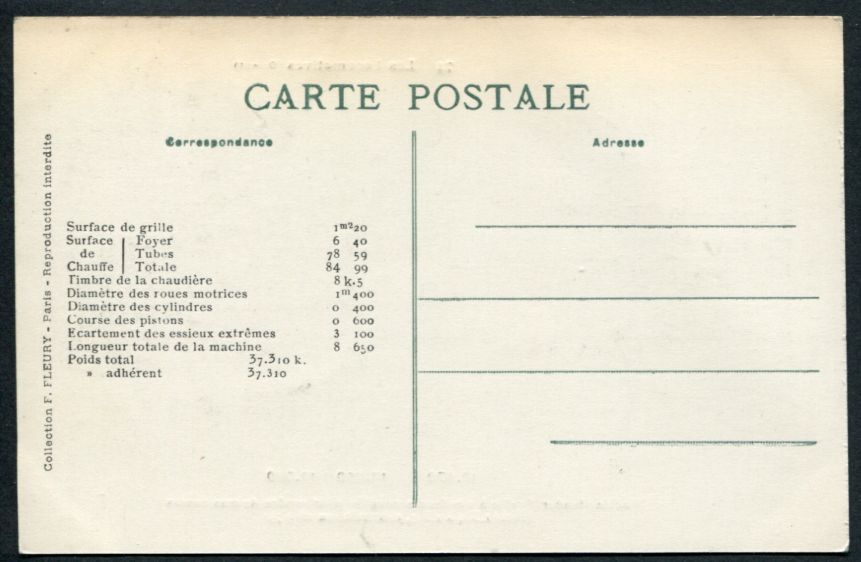 CARTE POSTALE
Correspondance
Adresse
Collection F. FLEURY - Paris - Reproduction interdite
Surface de grille 1m²20
Surface | Foyer 6 40
de | Tubes 78 59
Chauffe | Totale 84 99
Timbre de la chaudière 8 k.5
Diamètre des roues motrices 1m400
Diamètre des cylindres 0 400
Course des pistons 0 600
Ecartement des essieux extrêmes 3 100
Longueur totale de la machine 8 650
Poids total 37.310 k.
» adhérent 37.310